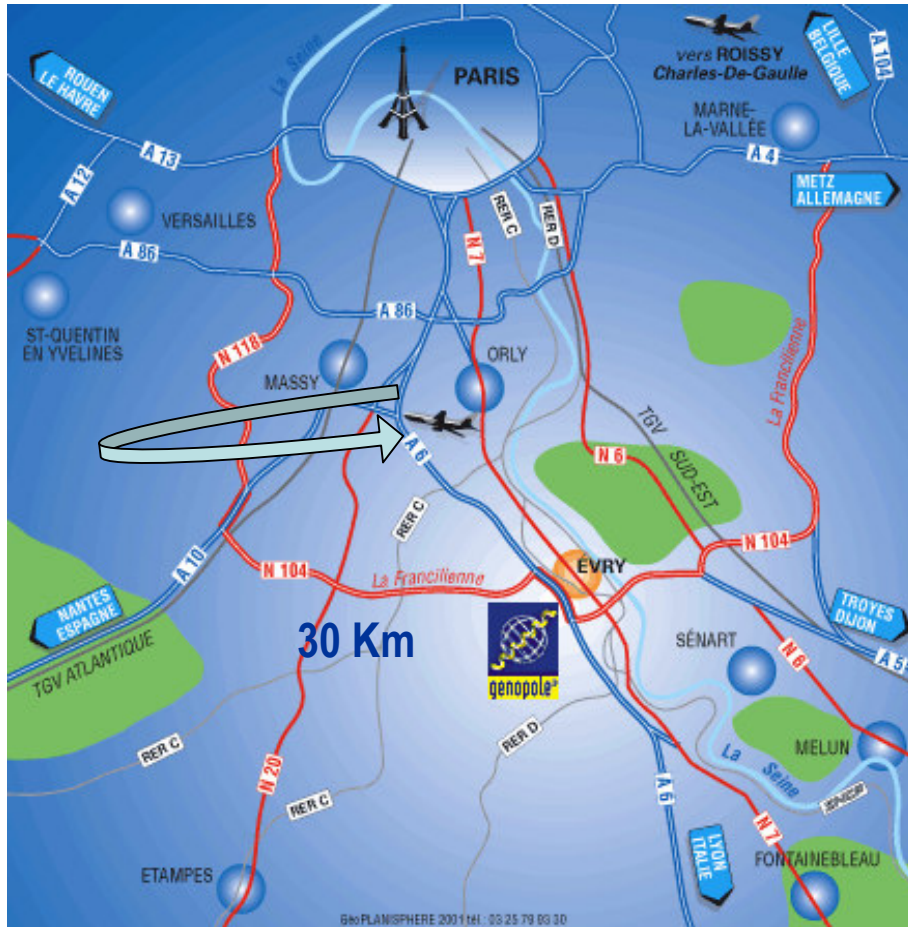 La Seine
PARIS
vers ROISSY
Charles-De-Gaulle
LILLE
BELGIQUE
A 104
ROUEN
LE HAVRE
MARNE-
LA-VALLÉE
A 13
A 12
A 4
METZ
ALLEMAGNE
VERSAILLES
RER C
RER D
N 7
A 86
A 86
ST-QUENTIN
EN YVELINES
N 118
MASSY
ORLY
La Francilienne
TGV
SUD-EST
A 6
N 6
RER C
A 10
N 104
N 104
La Francilienne
ÉVRY
NANTES
ESPAGNE
TROYES
DIJON
30 Km
génopole
SÉNART
A 5
N 6
TGV ATLANTIQUE
RER C
RER D
MELUN
La Seine
SNCF
N 20
A 6
RER C
N 7
LYON
ITALIE
ETAMPES
FONTAINEBLEAU
GéoPLANISPHERE 2001 tél : 03 25 79 93 30